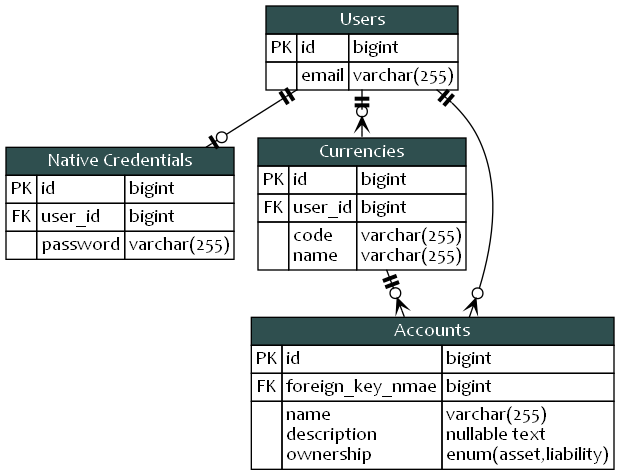 Users
PK id bigint
email varchar(255)
Native Credentials
PK id bigint
FK user_id bigint
password varchar(255)
Currencies
PK id bigint
FK user_id bigint
code varchar(255)
name varchar(255)
Accounts
PK id bigint
FK foreign_key_nmae bigint
name varchar(255)
description nullable text
ownership enum(asset,liability)